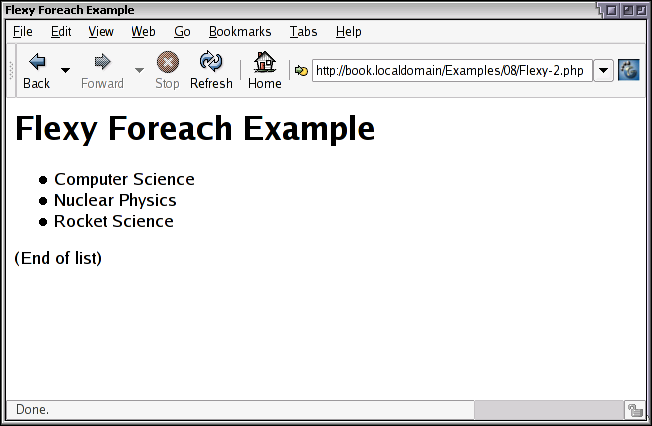 Flexy Foreach Example
File Edit View Web Go Bookmarks Tabs Help
Back Forward Stop Refresh Home http://book.localdomain/Examples/08/Flexy-2.php
Flexy Foreach Example
Computer Science
Nuclear Physics
Rocket Science
(End of list)
Done.